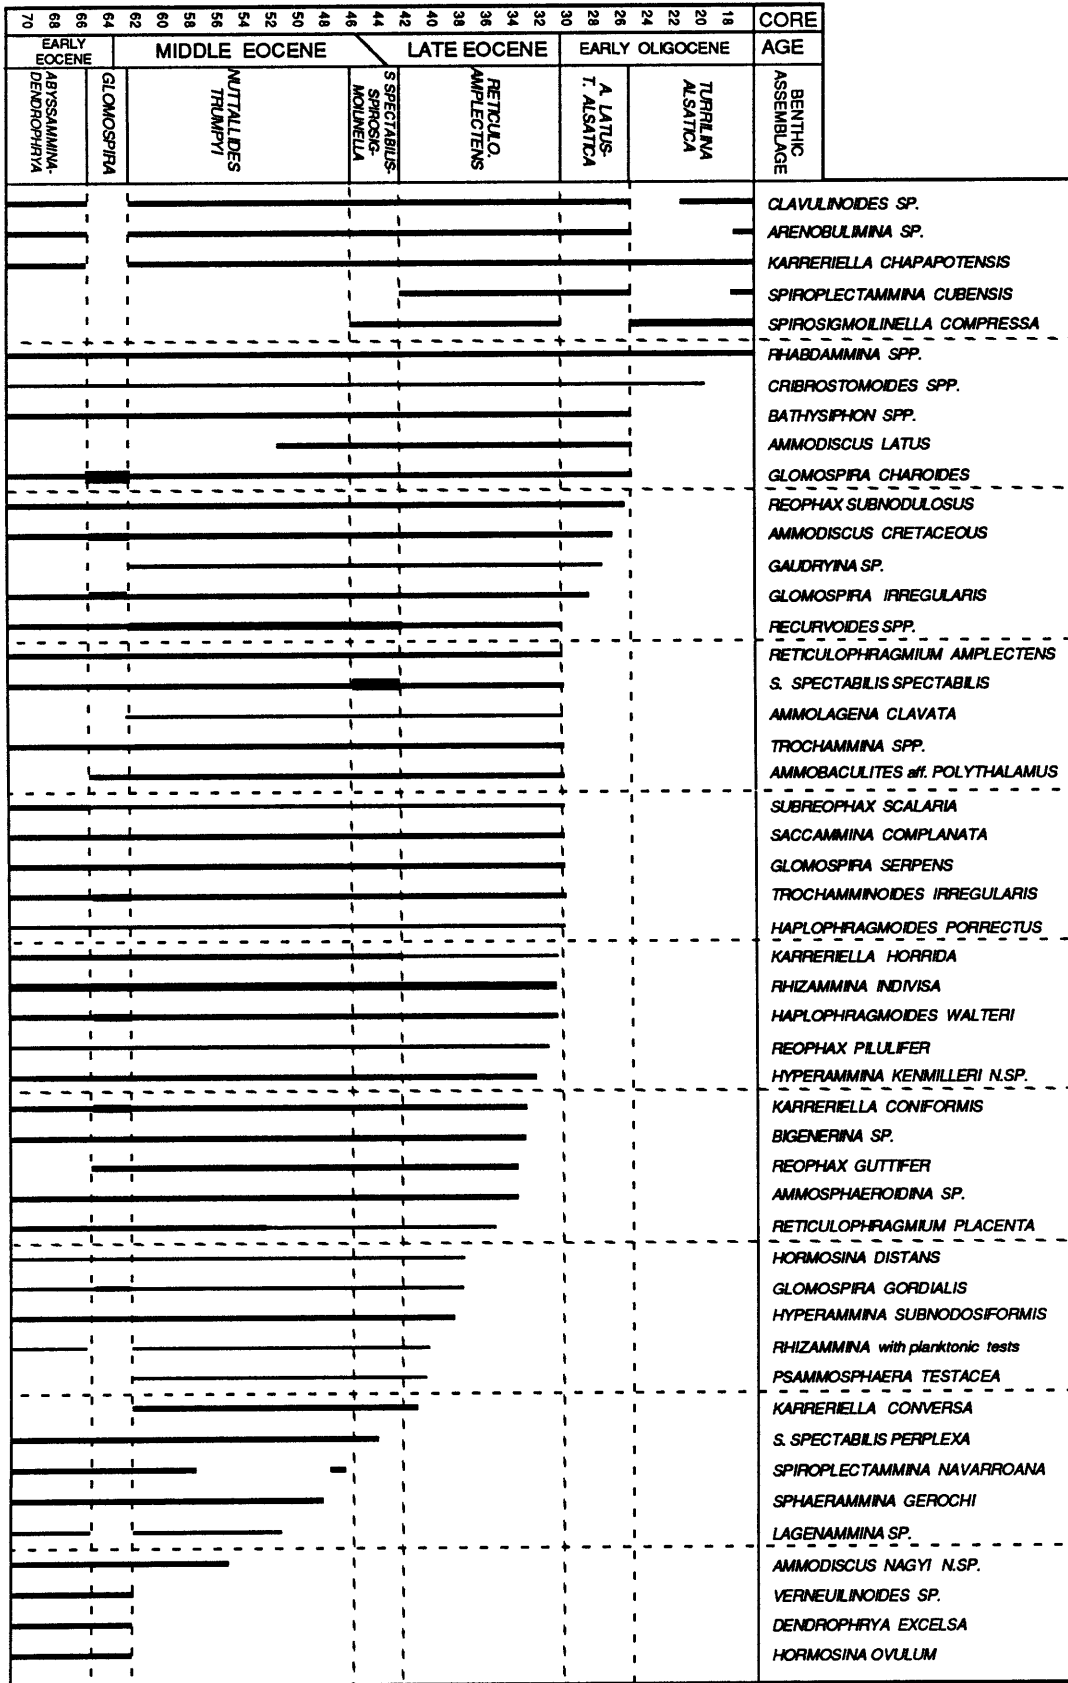 70 68 66 64 62 60 58 56 54 52 50 48 46 44 42 40 38 36 34 32 30 28 26 24 22 20 18 CORE
EARLY EOCENE MIDDLE EOCENE LATE EOCENE EARLY OLIGOCENE AGE
ABYSSAMMINA-
DENDROPHRYA
GLOMOSPIRA
NUTTALLIDES
TRUMPYI
S SPECTABILIS-
SPIROSIG-
MOILINELLA
RETICULO.
AMPLECTENS
A. LATUS-
T. ALSATICA
TURRILINA
ALSATICA
BENTHIC
ASSEMBLAGE
CLAVULINOIDES SP.
ARENOBULIMINA SP.
KARRERIELLA CHAPAPOTENSIS
SPIROPLECTAMMINA CUBENSIS
SPIROSIGMOILINELLA COMPRESSA
RHABDAMMINA SPP.
CRIBROSTOMOIDES SPP.
BATHYSIPHON SPP.
AMMODISCUS LATUS
GLOMOSPIRA CHAROIDES
REOPHAX SUBNODULOSUS
AMMODISCUS CRETACEOUS
GAUDRYINA SP.
GLOMOSPIRA IRREGULARIS
RECURVOIDES SPP.
RETICULOPHRAGMIUM AMPLECTENS
S. SPECTABILIS SPECTABILIS
AMMOLAGENA CLAVATA
TROCHAMMINA SPP.
AMMOBACULITES aff. POLYTHALAMUS
SUBREOPHAX SCALARIA
SACCAMMINA COMPLANATA
GLOMOSPIRA SERPENS
TROCHAMMINOIDES IRREGULARIS
HAPLOPHRAGMOIDES PORRECTUS
KARRERIELLA HORRIDA
RHIZAMMINA INDIVISA
HAPLOPHRAGMOIDES WALTERI
REOPHAX PILULIFER
HYPERAMMINA KENMILLERI N.SP.
KARRERIELLA CONIFORMIS
BIGENERINA SP.
REOPHAX GUTTIFER
AMMOSPHAEROIDINA SP.
RETICULOPHRAGMIUM PLACENTA
HORMOSINA DISTANS
GLOMOSPIRA GORDIALIS
HYPERAMMINA SUBNODOSIFORMIS
RHIZAMMINA with planktonic tests
PSAMMOSPHAERA TESTACEA
KARRERIELLA CONVERSA
S. SPECTABILIS PERPLEXA
SPIROPLECTAMMINA NAVARROANA
SPHAERAMMINA GEROCHI
LAGENAMMINA SP.
AMMODISCUS NAGYI N.SP.
VERNEUILINOIDES SP.
DENDROPHRYA EXCELSA
HORMOSINA OVULUM